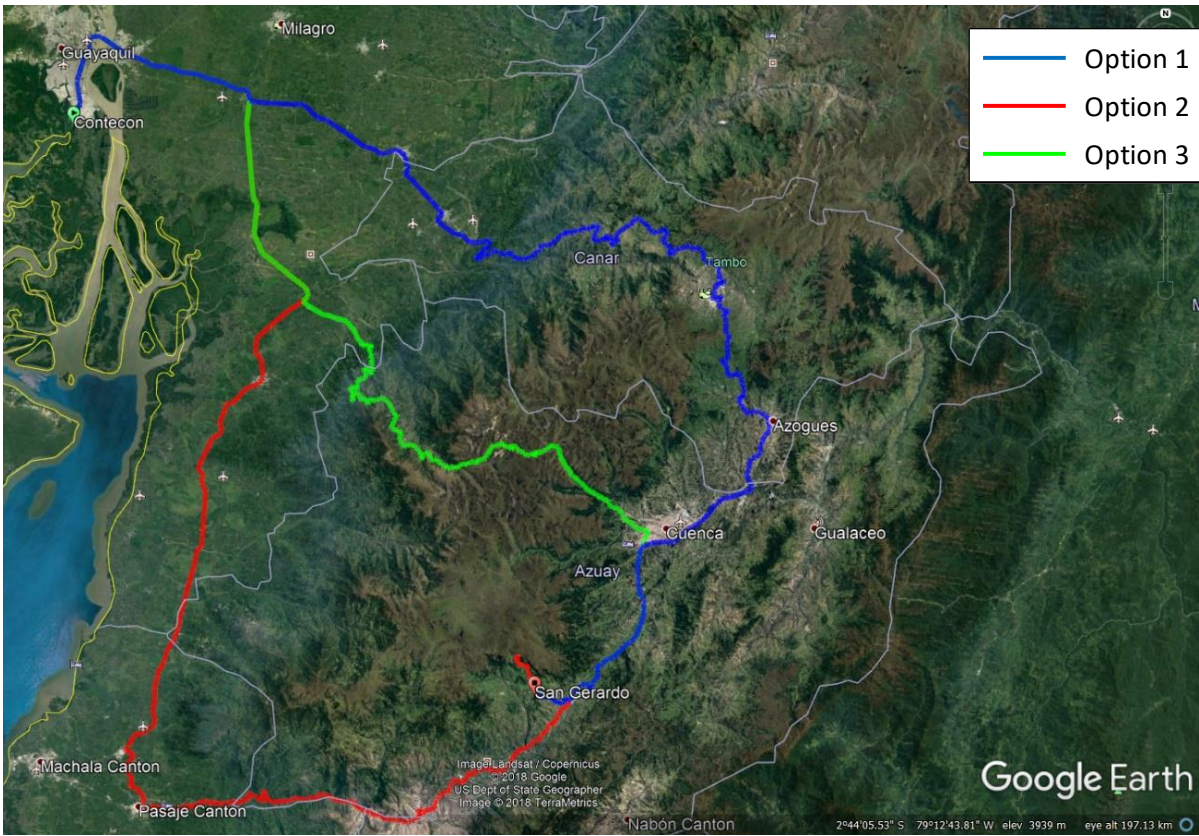 N
Milagro
Guayaquil
Option 1
Option 2
Option 3
Contecon
Canar
Tambo
Azogues
Cuenca
Gualaceo
Azuay
San Gerardo
Machala Canton
Pasaje Canton
Image Landsat / Copernicus
© 2018 Google
US Dept of State Geographer
Image © 2018 TerraMetrics
Nabón Canton
Google Earth
2°44'05.53" S 79°12'43.81" W elev 3939 m eye alt 197.13 km